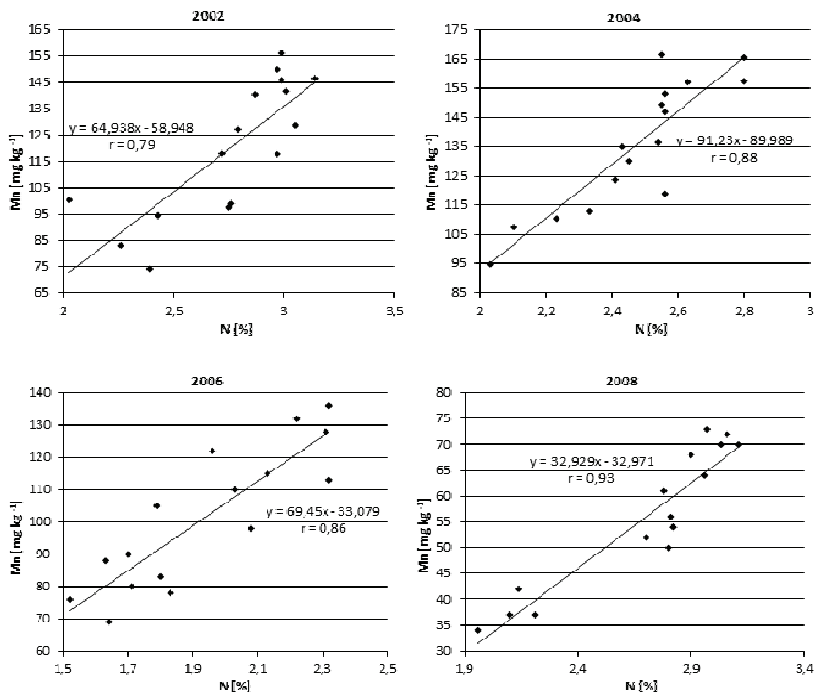 2002
165
155
145
135
125
115
105
95
85
75
65
Mn [mg kg⁻¹]
y = 64,938x - 58,948
r = 0,79
2 2,5 3 3,5
N [%]
2004
175
165
155
145
135
125
115
105
95
85
Mn [mg kg⁻¹]
y = 91,23x - 89,989
r = 0,88
2 2,2 2,4 2,6 2,8 3
N [%]
2006
140
130
120
110
100
90
80
70
60
Mn [mg kg⁻¹]
y = 69,45x - 33,079
r = 0,86
1,5 1,7 1,9 2,1 2,3 2,5
N [%]
2008
80
75
70
65
60
55
50
45
40
35
30
Mn [mg kg⁻¹]
y = 32,929x - 32,971
r = 0,93
1,9 2,4 2,9 3,4
N [%]